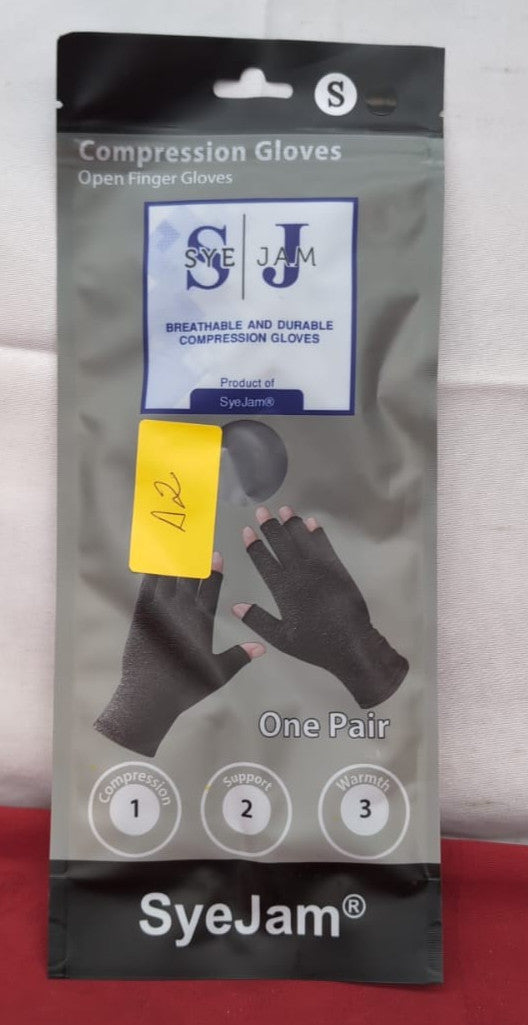 S
Compression Gloves
Open Finger Gloves
S J
SYE JAM
BREATHABLE AND DURABLE
COMPRESSION GLOVES
Product of
SyeJam®
A2
One Pair
Compression
1
Support
2
Warmth
3
SyeJam®